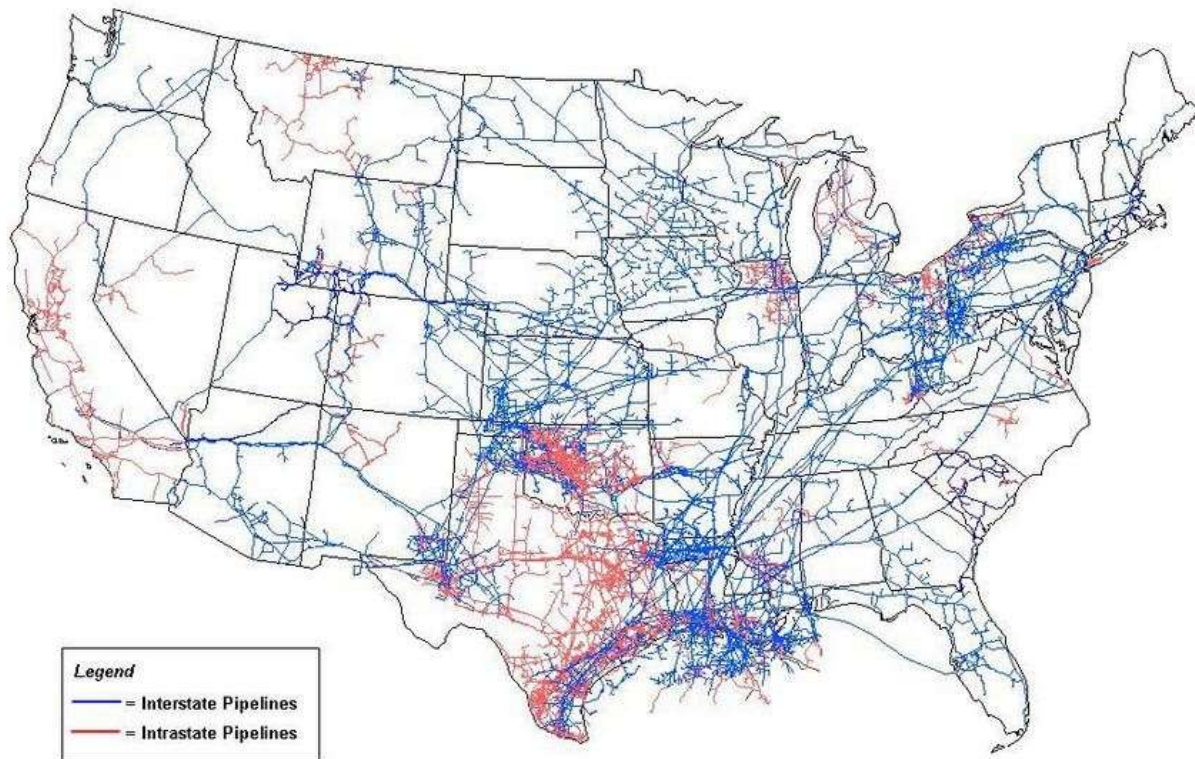 Legend
= Interstate Pipelines
= Intrastate Pipelines